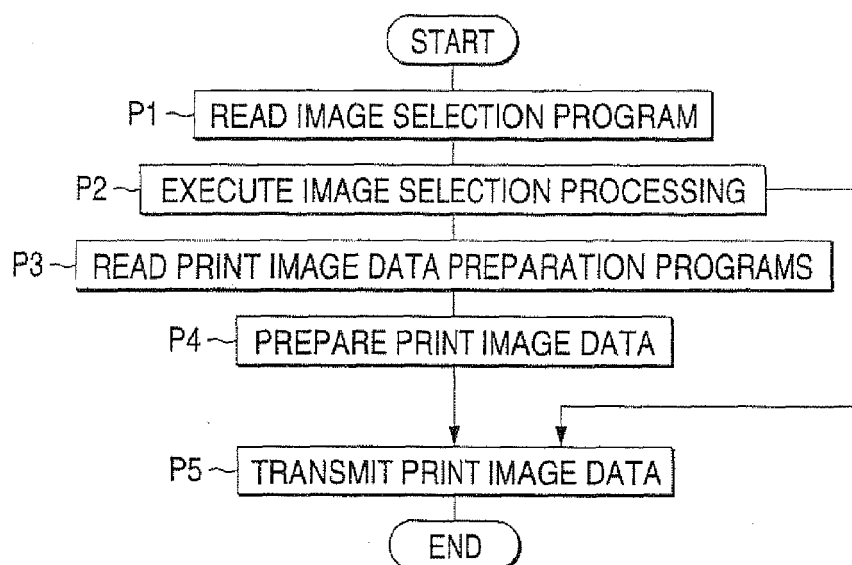 START
P1 READ IMAGE SELECTION PROGRAM
P2 EXECUTE IMAGE SELECTION PROCESSING
P3 READ PRINT IMAGE DATA PREPARATION PROGRAMS
P4 PREPARE PRINT IMAGE DATA
P5 TRANSMIT PRINT IMAGE DATA
END